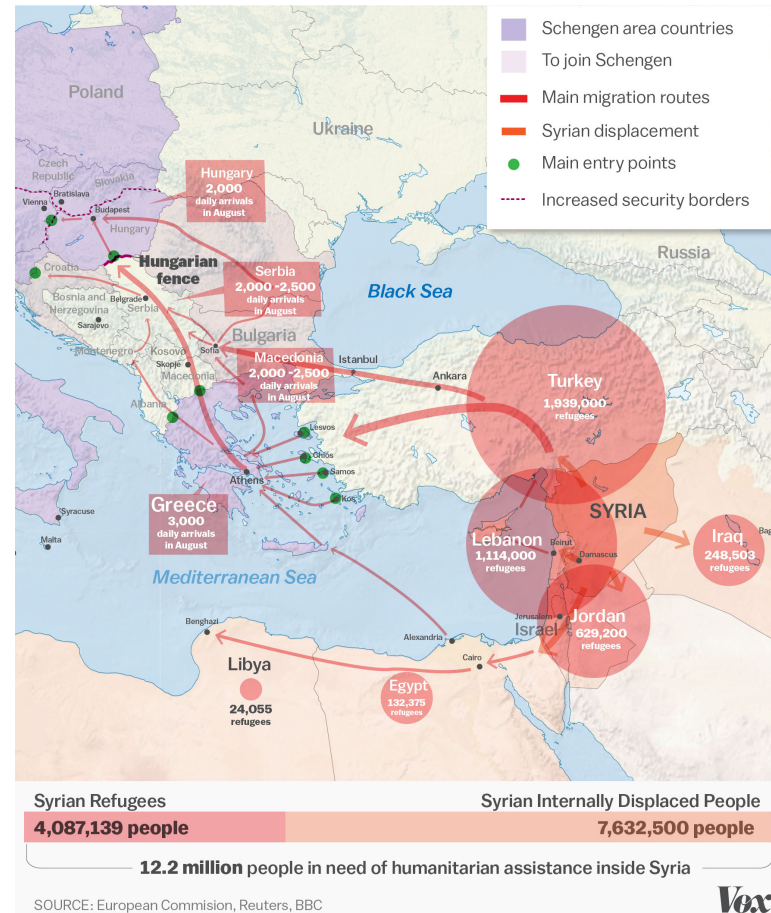 Schengen area countries
To join Schengen
Main migration routes
Syrian displacement
Main entry points
Increased security borders
Poland
Ukraine
Czech
Republic
Slovakia
Vienna
Bratislava
Budapest
Hungary
Hungary
2,000
daily arrivals
in August
Russia
Croatia
Hungarian
fence
Serbia
2,000 -2,500
daily arrivals
in August
Black Sea
Bosnia and
Herzegovina
Belgrade
Serbia
Sarajevo
Bulgaria
Montenegro
Kosovo
Sofia
Skopje
Macedonia
Macedonia
2,000 -2,500
daily arrivals
in August
Istanbul
Ankara
Turkey
1,939,000
refugees
Albania
Lesvos
Ghios
Samos
Kos
Athens
Greece
3,000
daily arrivals
in August
Syracuse
Malta
SYRIA
Lebanon
1,114,000
refugees
Beirut
Damascus
Iraq
248,503
refugees
Bag
Mediterranean Sea
Jerusalem
Israel
Jordan
629,200
refugees
Benghazi
Alexandria
Cairo
Libya
24,055
refugees
Egypt
132,375
refugees
Syrian Refugees
Syrian Internally Displaced People
4,087,139 people
7,632,500 people
12.2 million people in need of humanitarian assistance inside Syria
SOURCE: European Commision, Reuters, BBC
Vox